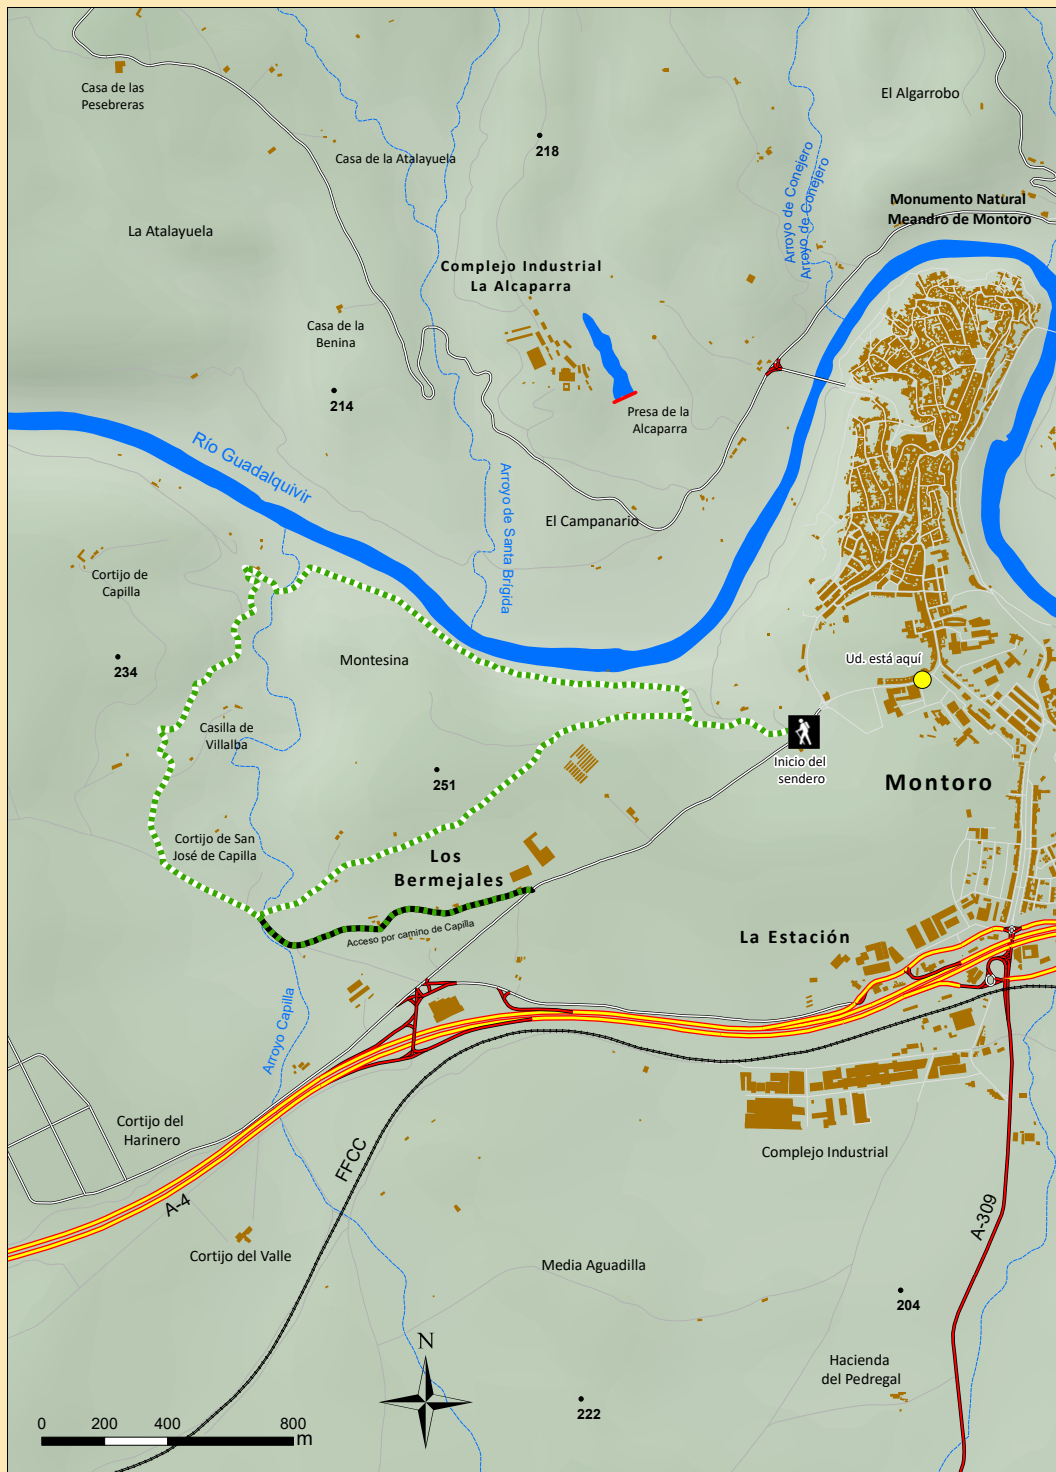 Casa de las
Pesebreras
El Algarrobo
218
Casa de la Atalayuela
Arroyo de Conejero
Arroyo de Conejero
Monumento Natural
Meandro de Montoro
La Atalayuela
Complejo Industrial
La Alcaparra
Casa de la
Benina
214
Presa de la
Alcaparra
Río Guadalquivir
Arroyo de Santa Brígida
El Campanario
Cortijo de
Capilla
234
Montesina
Ud. está aquí
Casilla de
Villalba
Inicio del
sendero
251
Montoro
Cortijo de San
José de Capilla
Los
Bermejales
Acceso por camino de Capilla
La Estación
Arroyo Capilla
Cortijo del
Harinero
FFCC
Complejo Industrial
A-4
A-309
Cortijo del Valle
Media Aguadilla
204
N
Hacienda
del Pedregal
222
0 200 400 800
m